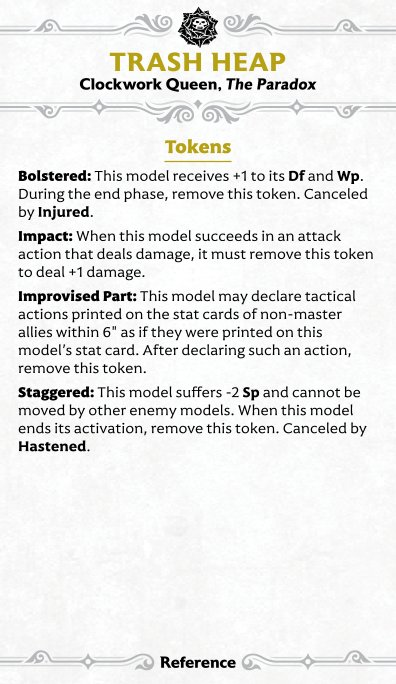 TRASH HEAP
Clockwork Queen, The Paradox
Tokens
Bolstered: This model receives +1 to its Df and Wp.
During the end phase, remove this token. Canceled
by Injured.
Impact: When this model succeeds in an attack
action that deals damage, it must remove this token
to deal +1 damage.
Improvised Part: This model may declare tactical
actions printed on the stat cards of non-master
allies within 6" as if they were printed on this
model's stat card. After declaring such an action,
remove this token.
Staggered: This model suffers -2 Sp and cannot be
moved by other enemy models. When this model
ends its activation, remove this token. Canceled by
Hastened.
Reference